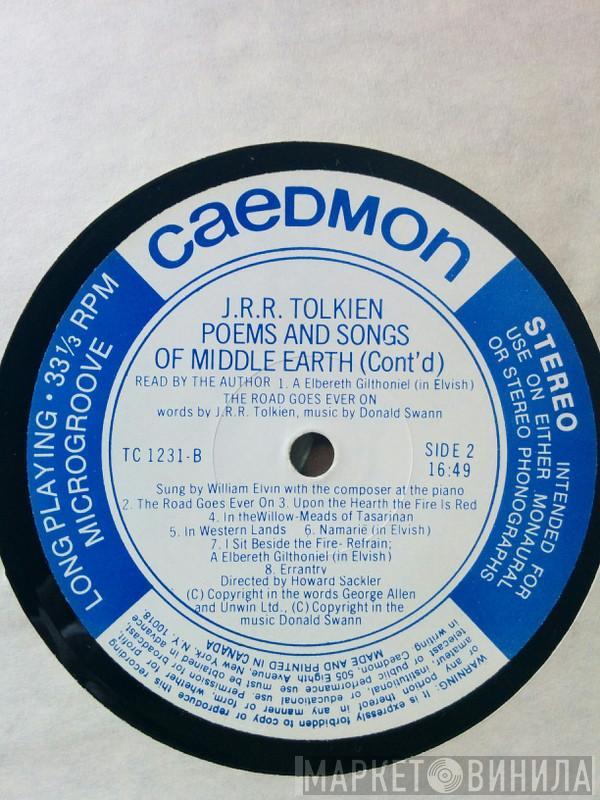 caeDmon
LONG PLAYING • 33 1/3 RPM
MICROGROOVE
J.R.R. TOLKIEN
POEMS AND SONGS
OF MIDDLE EARTH (Cont'd)
READ BY THE AUTHOR 1. A Elbereth Gilthoniel (in Elvish)
THE ROAD GOES EVER ON
words by J.R.R. Tolkien, music by Donald Swann
TC 1231-B
SIDE 2
16:49
Sung by William Elvin with the composer at the piano
2. The Road Goes Ever On 3. Upon the Hearth the Fire Is Red
4. In theWillow-Meads of Tasarinan
5. In Western Lands 6. Namarië (in Elvish)
7. I Sit Beside the Fire- Refrain;
A Elbereth Gilthoniel (in Elvish)
8. Errantry
Directed by Howard Sackler
(C) Copyright in the words George Allen
and Unwin Ltd., (C) Copyright in the
music Donald Swann
STEREO INTENDED FOR
USE ON EITHER MONAURAL
OR STEREO PHONOGRAPHS
WARNING: It is expressly forbidden to copy or reproduce this recording
or any portion thereof in any manner or form, whether for profit,
amateur, institutional, or educational use. Permission for broadcast,
telecast, or public performance must be obtained in advance
in writing from Caedmon, 505 Eighth Avenue, New York, N.Y. 10018.
MADE AND PRINTED IN CANADA
МАРКЕТ ВИНИЛА